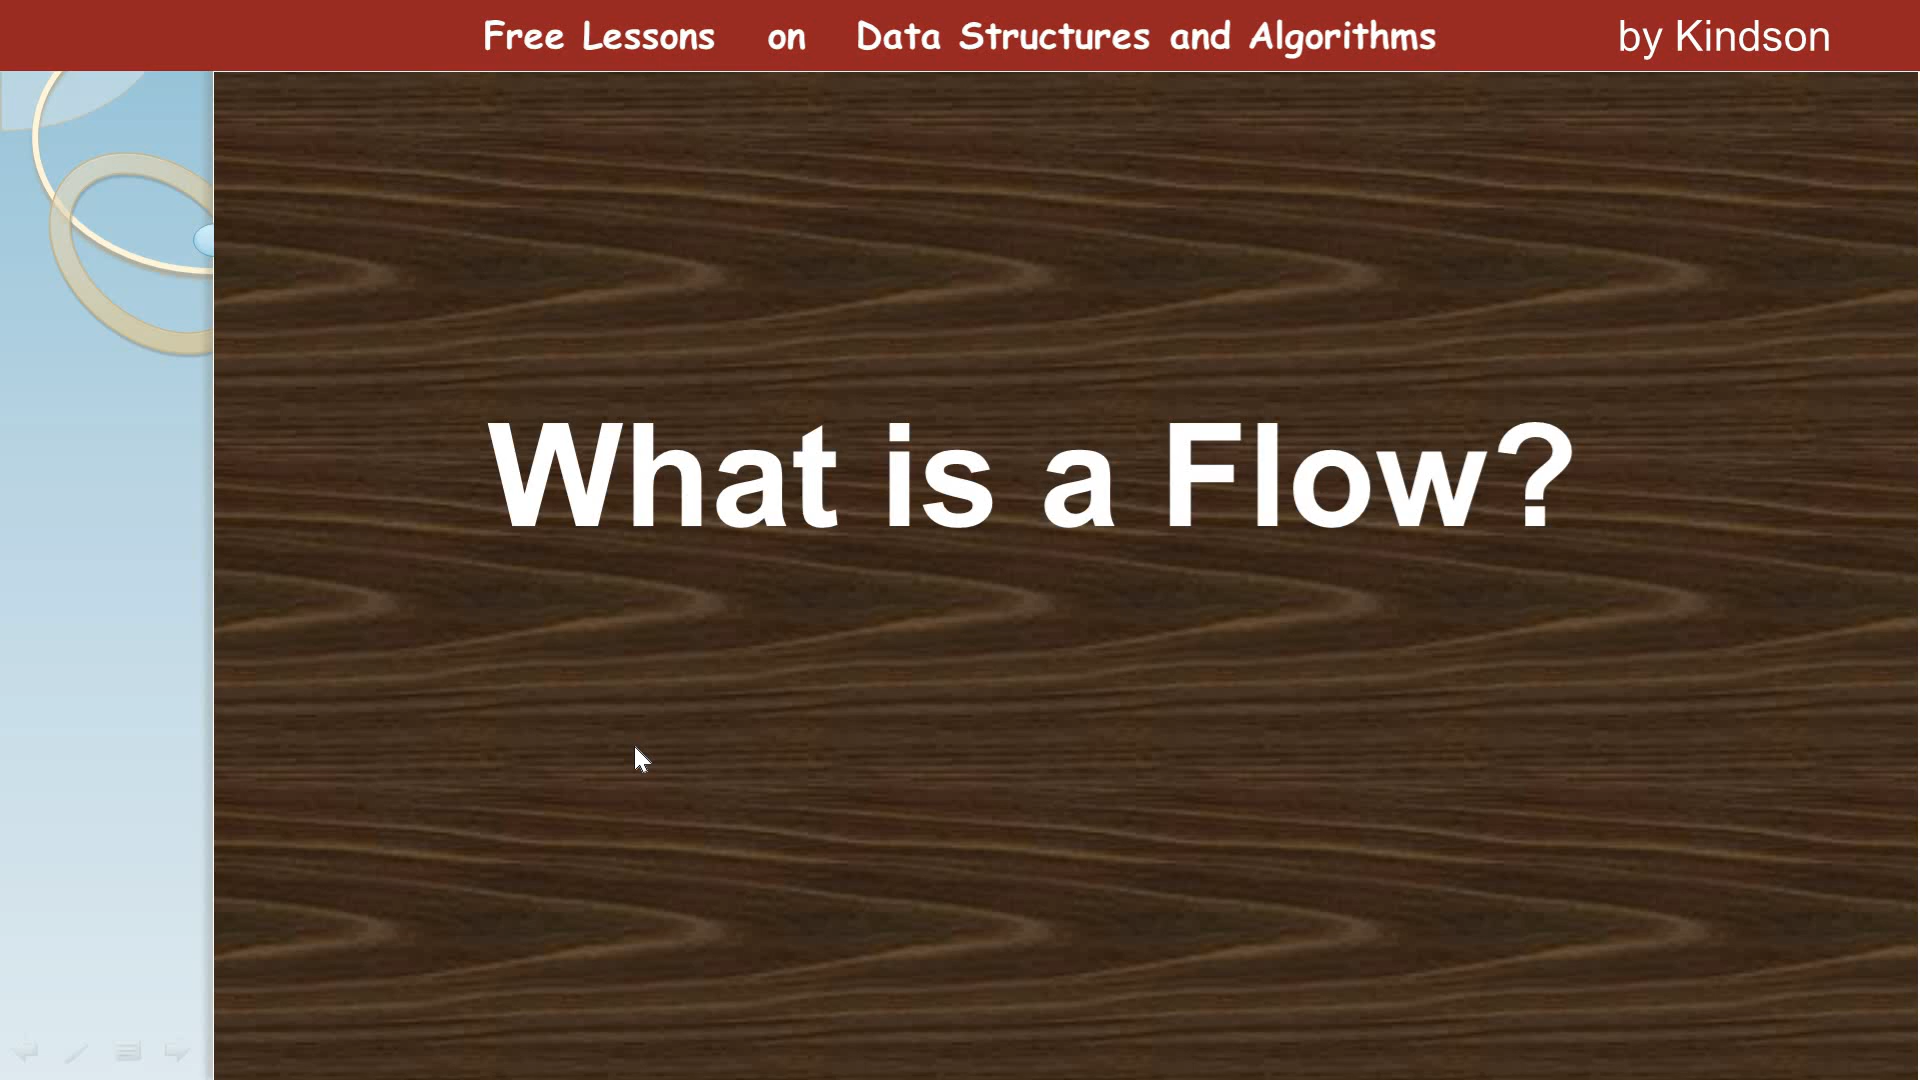 Free Lessons on Data Structures and Algorithms by Kindson
What is a Flow?